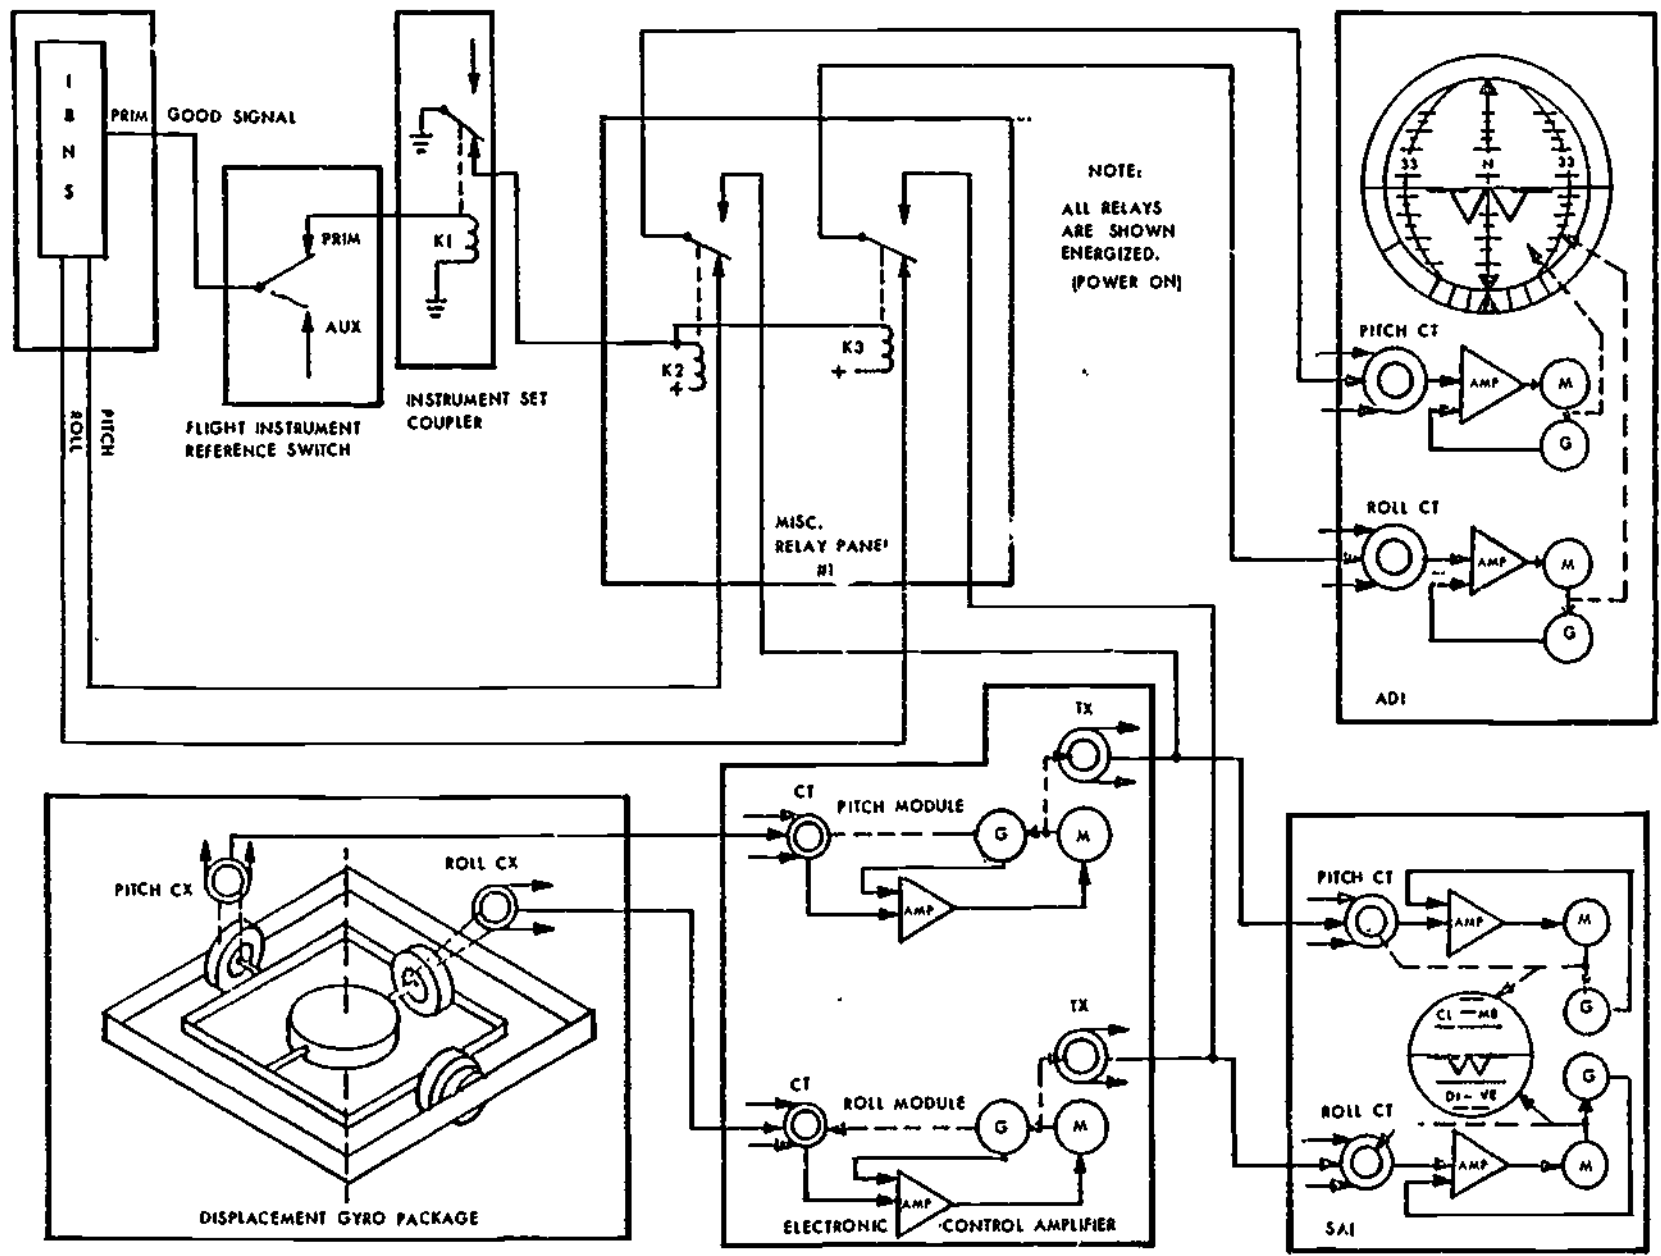 I
R
N
S
PRIM GOOD SIGNAL
PRIM
AUX
FLIGHT INSTRUMENT
REFERENCE SWITCH
K1
INSTRUMENT SET
COUPLER
ROLL
PITCH
K2
+
K3
+
MISC.
RELAY PANEL
#1
NOTE:
ALL RELAYS
ARE SHOWN
ENERGIZED.
(POWER ON)
33 N 33
PITCH CT
AMP
M
G
ROLL CT
AMP
M
G
ADI
PITCH CX
ROLL CX
DISPLACEMENT GYRO PACKAGE
TX
CT
PITCH MODULE
G
M
AMP
TX
CT
ROLL MODULE
G
M
AMP
ELECTRONIC CONTROL AMPLIFIER
PITCH CT
AMP
M
G
CL MB
DI VE
G
ROLL CT
AMP
M
SAI